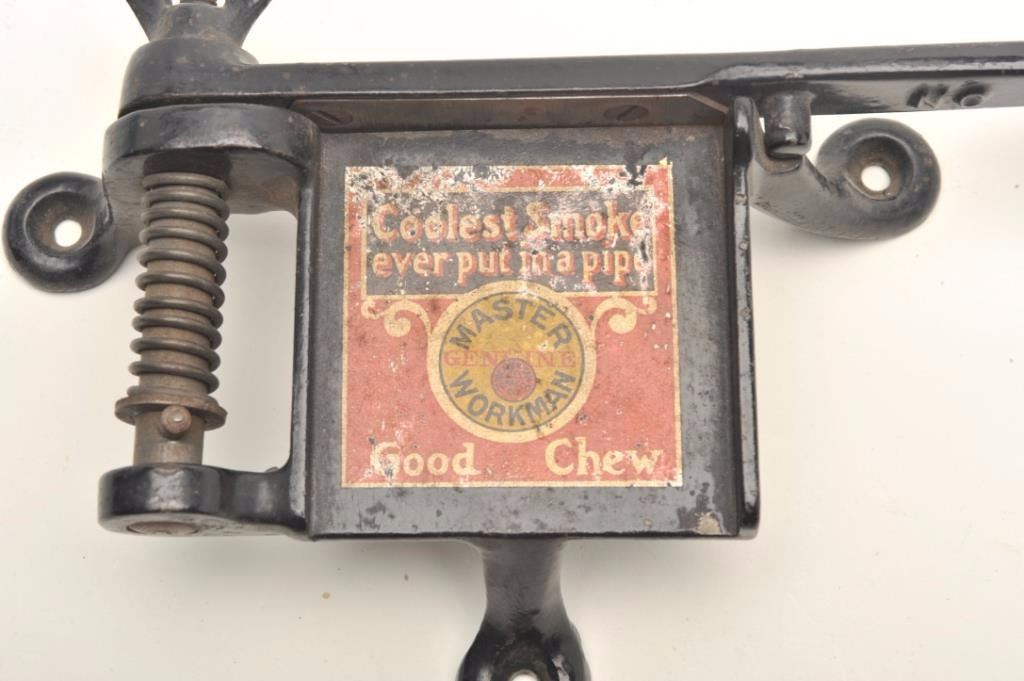 Coolest Smoke
ever put in a pipe
MASTER
GENUINE
WORKMAN
Good Chew